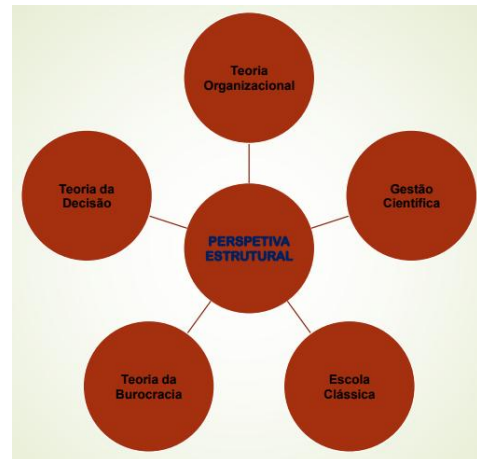 Teoria
Organizacional
Teoria da
Decisão
Gestão
Científica
PERSPETIVA
ESTRUTURAL
Teoria da
Burocracia
Escola
Clássica